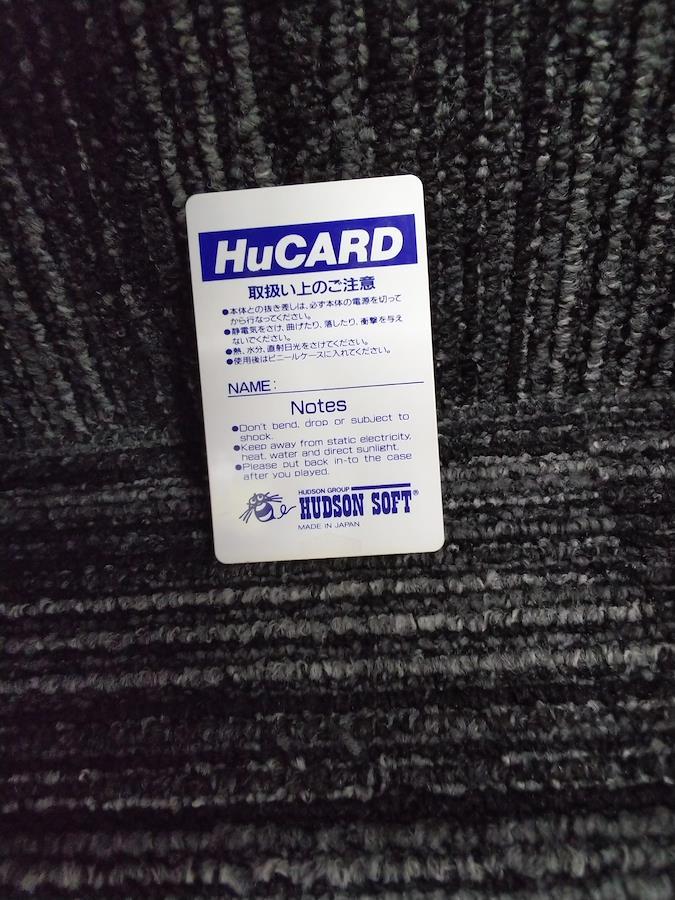 HuCARD
取扱い上のご注意
●本体との抜き差しは、必ず本体の電源を切って
から行なってください。
●静電気をさけ、曲げたり、落したり、衝撃を与え
ないでください。
●熱、水分、直射日光をさけてください。
●使用後はビニールケースに入れてください。
NAME:
Notes
●Don't bend, drop or subject to
shock.
●Keep away from static electricity,
heat, water and direct sunlight.
●Please put back in-to the case
after you played.
HUDSON GROUP
HUDSON SOFT®
MADE IN JAPAN